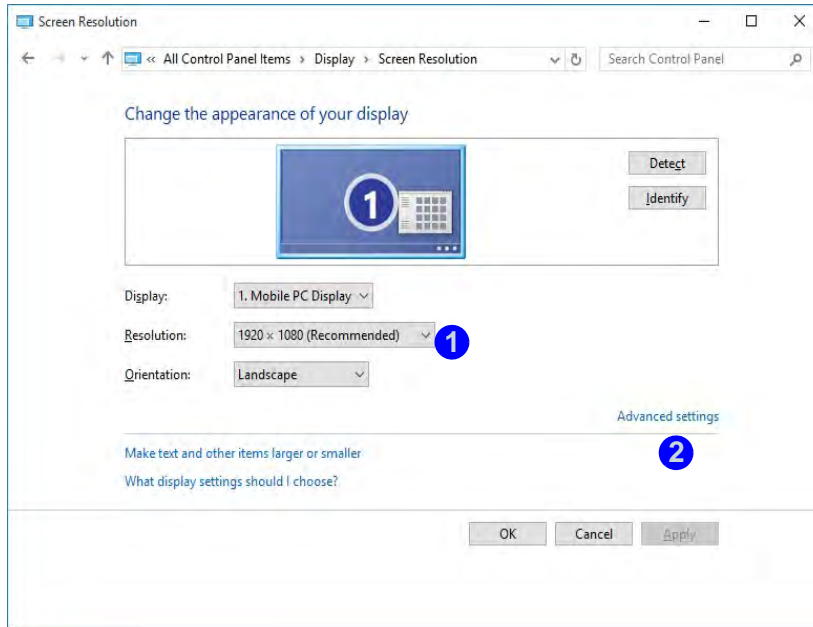 Screen Resolution
« All Control Panel Items > Display > Screen Resolution
Search Control Panel
Change the appearance of your display
1
Detect
Identify
Display:
1. Mobile PC Display
Resolution:
1920 × 1080 (Recommended)
1
Orientation:
Landscape
Advanced settings
2
Make text and other items larger or smaller
What display settings should I choose?
OK
Cancel
Apply